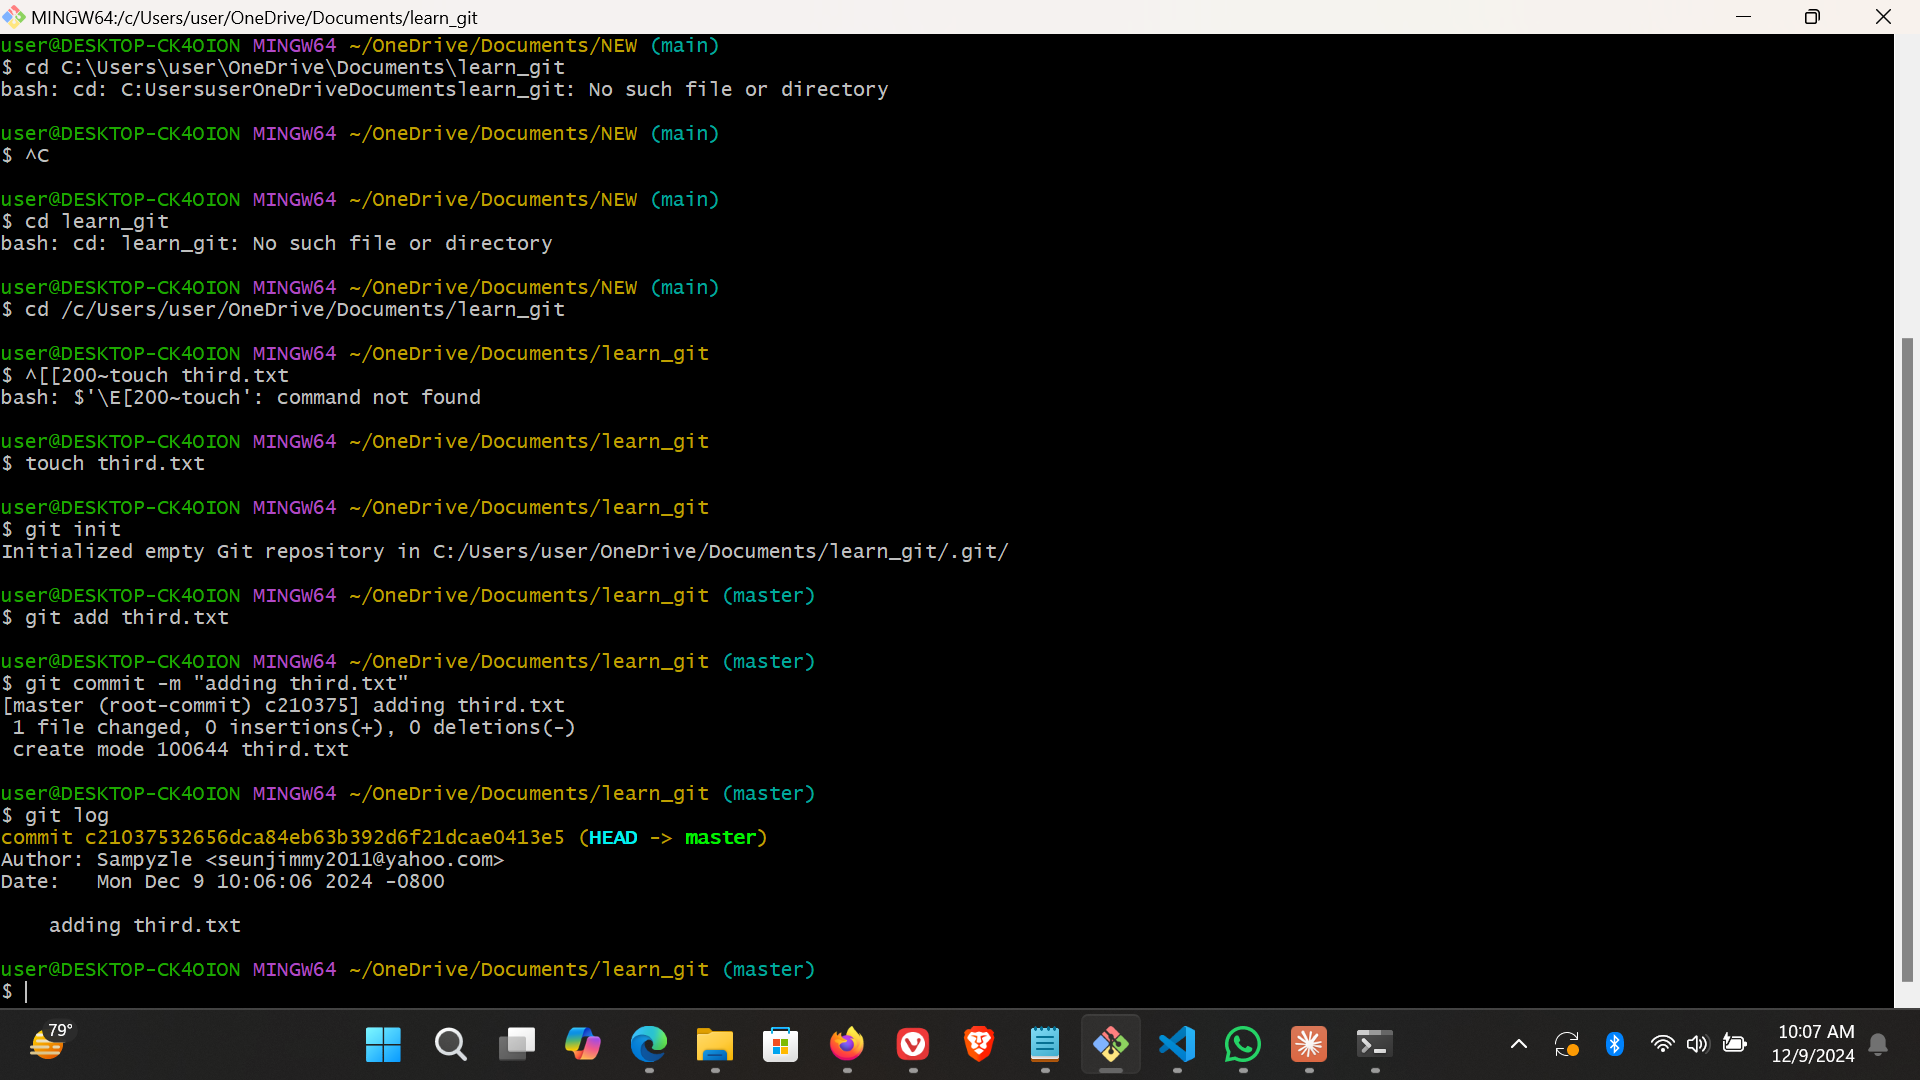 MINGW64:/c/Users/user/OneDrive/Documents/learn_git
user@DESKTOP-CK4OION MINGW64 ~/OneDrive/Documents/NEW (main)
$ cd C:\Users\user\OneDrive\Documents\learn_git
bash: cd: C:UsersuserOneDriveDocumentslearn_git: No such file or directory
user@DESKTOP-CK4OION MINGW64 ~/OneDrive/Documents/NEW (main)
$ ^C
user@DESKTOP-CK4OION MINGW64 ~/OneDrive/Documents/NEW (main)
$ cd learn_git
bash: cd: learn_git: No such file or directory
user@DESKTOP-CK4OION MINGW64 ~/OneDrive/Documents/NEW (main)
$ cd /c/Users/user/OneDrive/Documents/learn_git
user@DESKTOP-CK4OION MINGW64 ~/OneDrive/Documents/learn_git
$ ^[[200~touch third.txt
bash: $'\E[200~touch': command not found
user@DESKTOP-CK4OION MINGW64 ~/OneDrive/Documents/learn_git
$ touch third.txt
user@DESKTOP-CK4OION MINGW64 ~/OneDrive/Documents/learn_git
$ git init
Initialized empty Git repository in C:/Users/user/OneDrive/Documents/learn_git/.git/
user@DESKTOP-CK4OION MINGW64 ~/OneDrive/Documents/learn_git (master)
$ git add third.txt
user@DESKTOP-CK4OION MINGW64 ~/OneDrive/Documents/learn_git (master)
$ git commit -m "adding third.txt"
[master (root-commit) c210375] adding third.txt
1 file changed, 0 insertions(+), 0 deletions(-)
create mode 100644 third.txt
user@DESKTOP-CK4OION MINGW64 ~/OneDrive/Documents/learn_git (master)
$ git log
commit c21037532656dca84eb63b392d6f21dcae0413e5 (HEAD -> master)
Author: Sampyzle <seunjimmy2011@yahoo.com>
Date:   Mon Dec 9 10:06:06 2024 -0800
adding third.txt
user@DESKTOP-CK4OION MINGW64 ~/OneDrive/Documents/learn_git (master)
$
79°
10:07 AM
12/9/2024